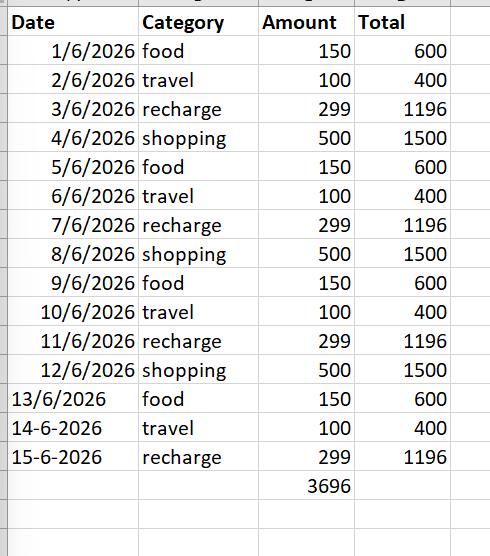 Date Category Amount Total
1/6/2026 food 150 600
2/6/2026 travel 100 400
3/6/2026 recharge 299 1196
4/6/2026 shopping 500 1500
5/6/2026 food 150 600
6/6/2026 travel 100 400
7/6/2026 recharge 299 1196
8/6/2026 shopping 500 1500
9/6/2026 food 150 600
10/6/2026 travel 100 400
11/6/2026 recharge 299 1196
12/6/2026 shopping 500 1500
13/6/2026 food 150 600
14-6-2026 travel 100 400
15-6-2026 recharge 299 1196
3696